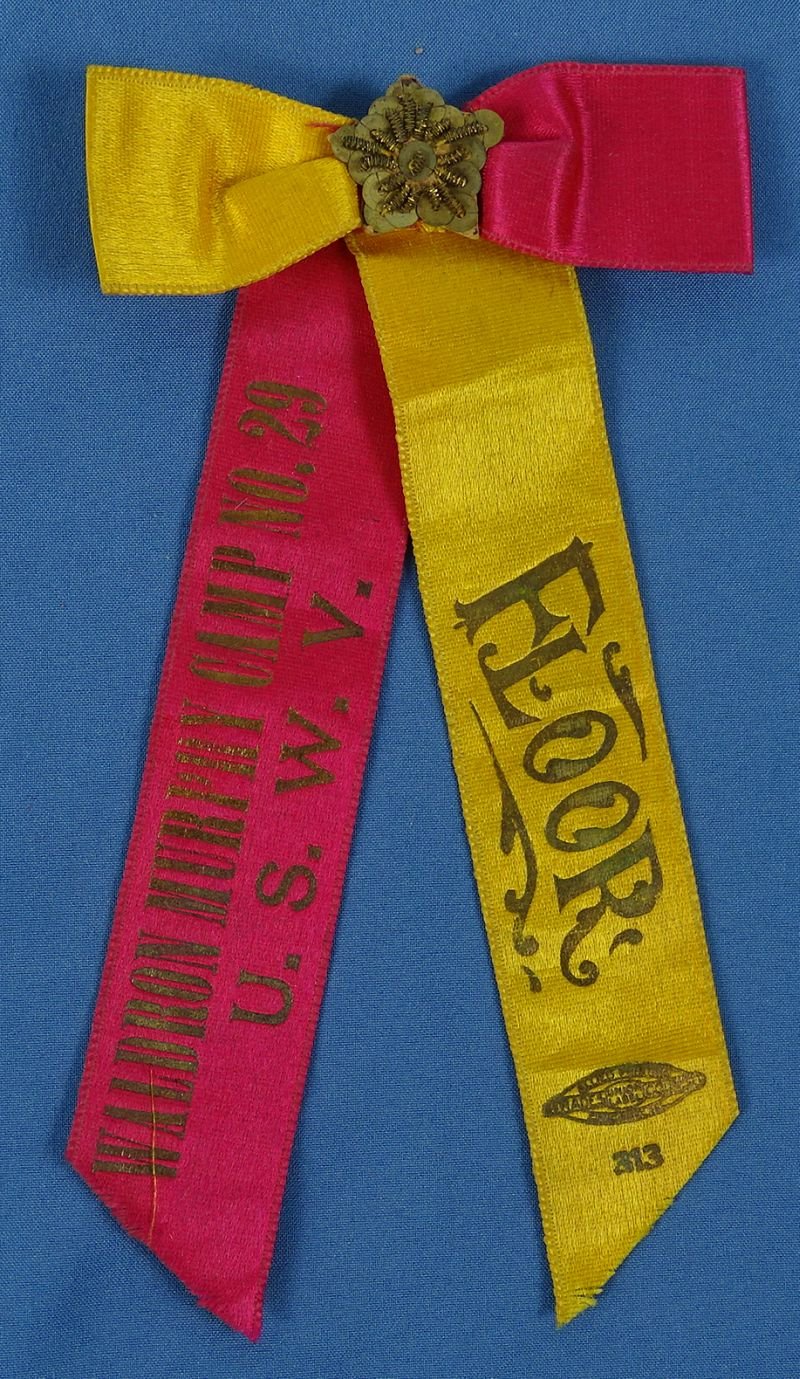 WALDRON MURPHY CAMP NO. 29
U. S. W. V.
FLOOR
313